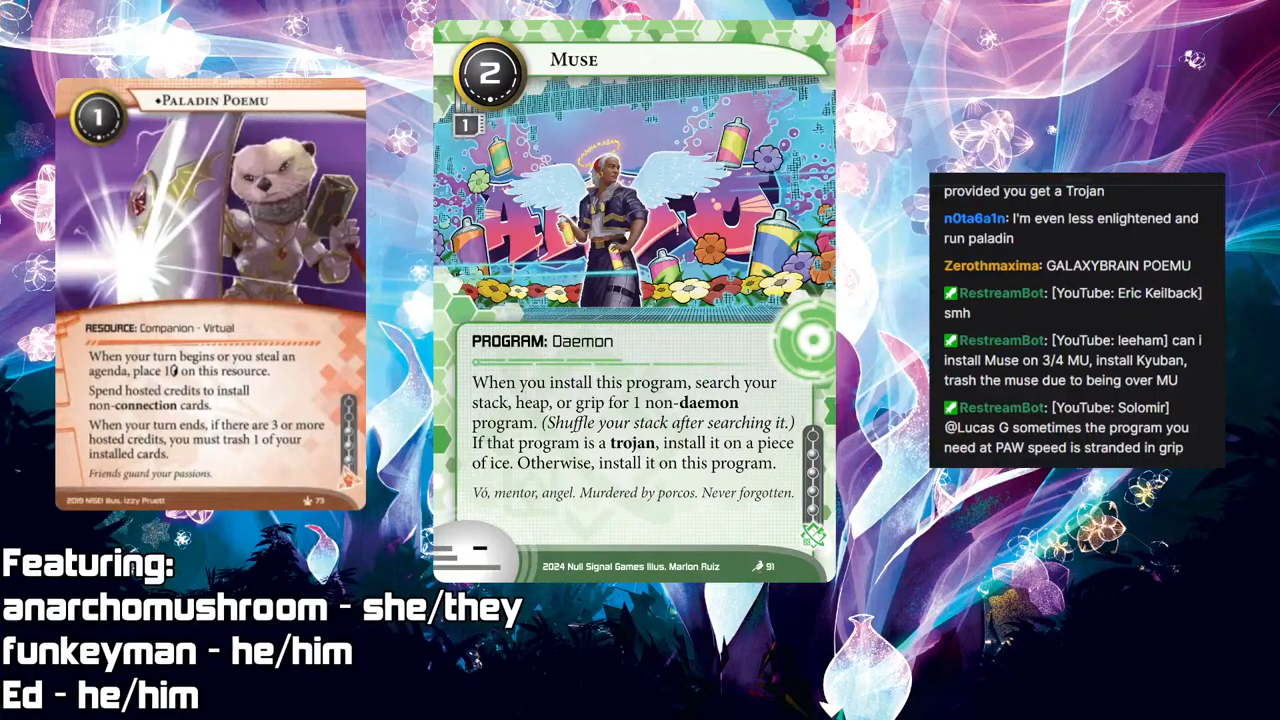 1
◆PALADIN POEMU
RESOURCE: Companion - Virtual
When your turn begins or you steal an
agenda, place 1 on this resource.
Spend hosted credits to install
non-connection cards.
When your turn ends, if there are 3 or more
hosted credits, you must trash 1 of your
installed cards.
Friends guard your passions.
2019 NISEI Illus. Izzy Pruett
73
2
MUSE
1
PROGRAM: Daemon
When you install this program, search your
stack, heap, or grip for 1 non-daemon
program. (Shuffle your stack after searching it.)
If that program is a trojan, install it on a piece
of ice. Otherwise, install it on this program.
Vó, mentor, angel. Murdered by porcos. Never forgotten.
-
2024 Null Signal Games Illus. Marlon Ruiz
91
provided you get a Trojan
n0ta6a1n: I'm even less enlightened and
run paladin
Zerothmaxima: GALAXYBRAIN POEMU
RestreamBot: [YouTube: Eric Keilback]
smh
RestreamBot: [YouTube: leeham] can i
install Muse on 3/4 MU, install Kyuban,
trash the muse due to being over MU
RestreamBot: [YouTube: Solomir]
@Lucas G sometimes the program you
need at PAW speed is stranded in grip
Featuring:
anarchomushroom - she/they
funkeyman - he/him
Ed - he/him